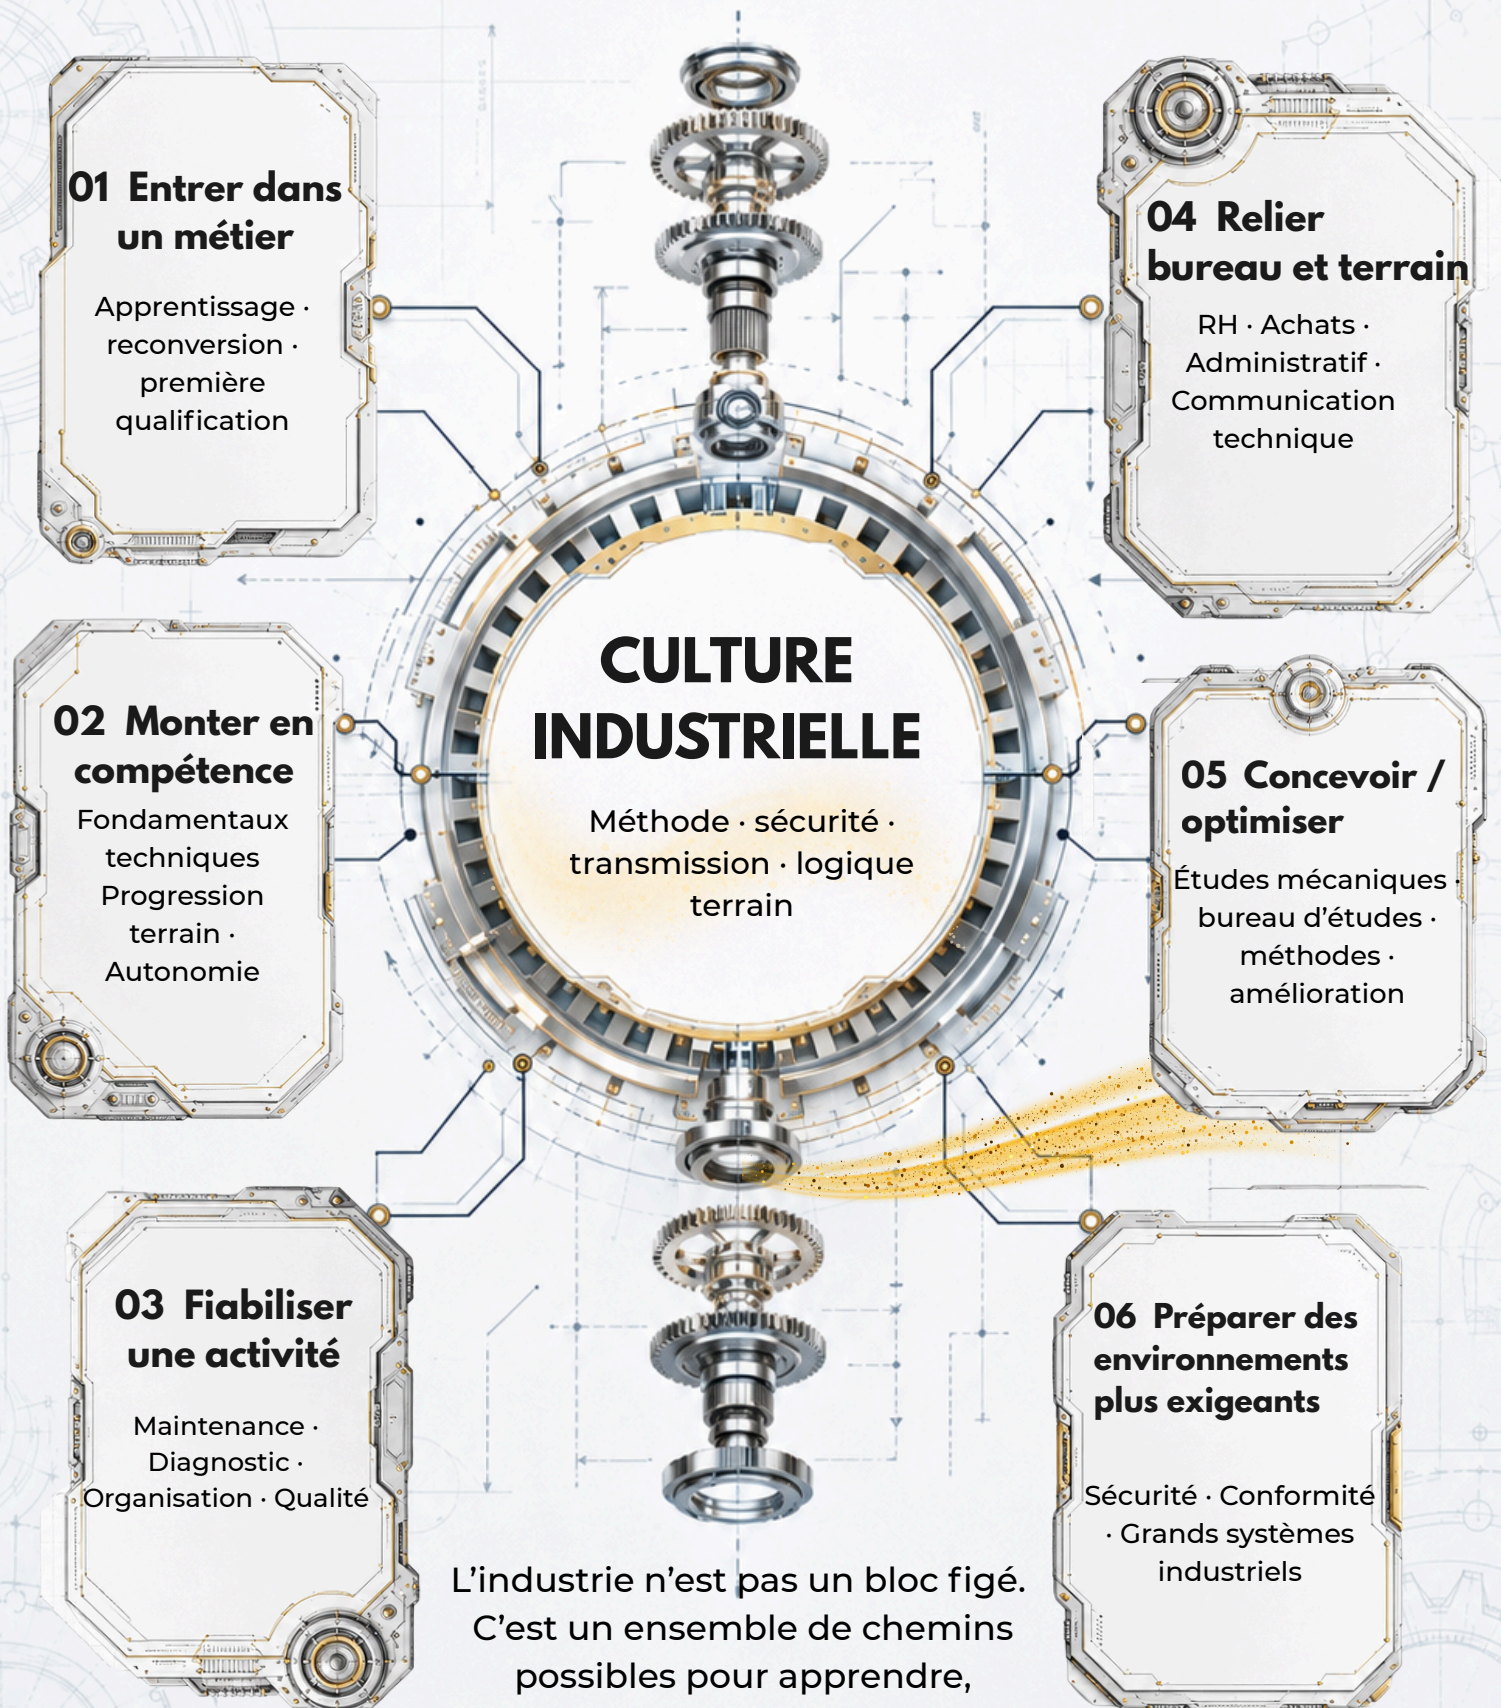 01 Entrer dans
un métier
Apprentissage ·
reconversion ·
première
qualification
02 Monter en
compétence
Fondamentaux
techniques
Progression
terrain ·
Autonomie
03 Fiabiliser
une activité
Maintenance ·
Diagnostic ·
Organisation · Qualité
CULTURE
INDUSTRIELLE
Méthode · sécurité ·
transmission · logique
terrain
04 Relier
bureau et terrain
RH · Achats ·
Administratif ·
Communication
technique
05 Concevoir /
optimiser
Études mécaniques ·
bureau d’études ·
méthodes ·
amélioration
06 Préparer des
environnements
plus exigeants
Sécurité · Conformité
· Grands systèmes
industriels
L’industrie n’est pas un bloc figé.
C’est un ensemble de chemins
possibles pour apprendre,